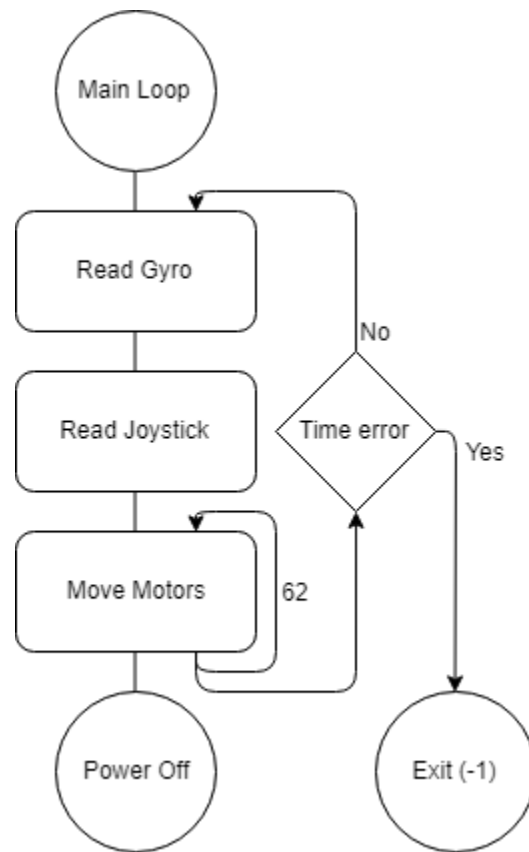 Main Loop
Read Gyro
No
Read Joystick
Time error
Yes
Move Motors
62
Power Off
Exit (-1)